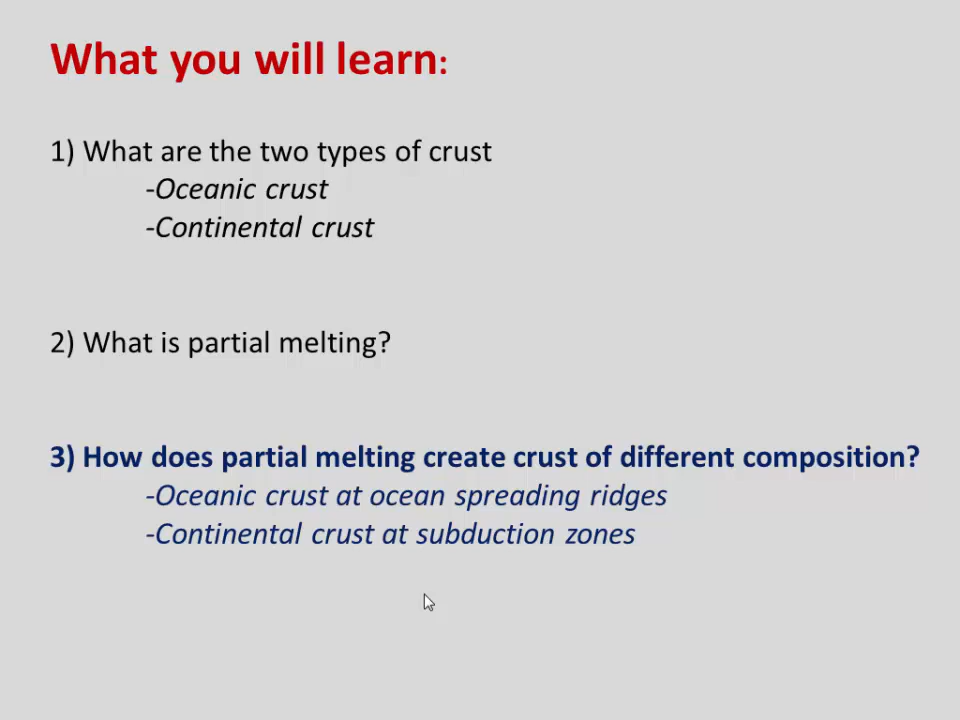 What you will learn:
1) What are the two types of crust
-Oceanic crust
-Continental crust
2) What is partial melting?
3) How does partial melting create crust of different composition?
-Oceanic crust at ocean spreading ridges
-Continental crust at subduction zones